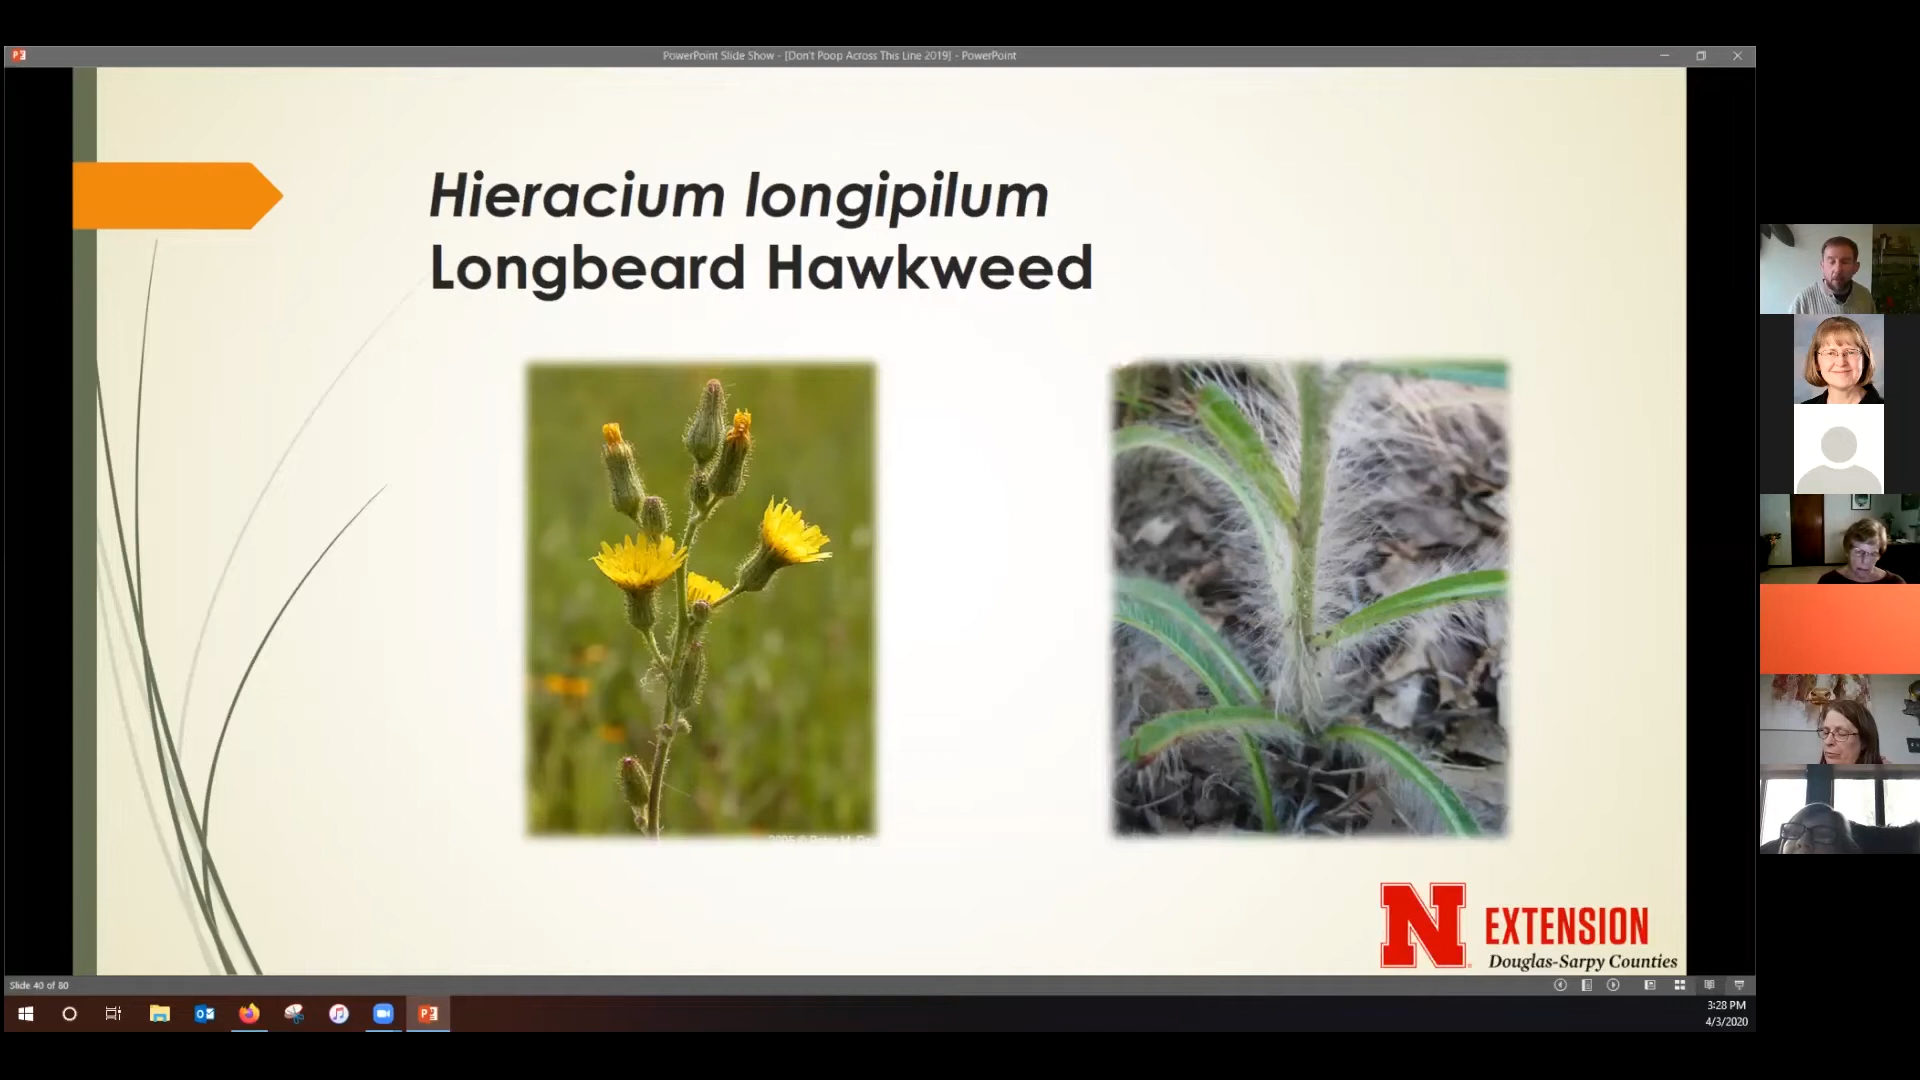 PowerPoint Slide Show - [Don't Poop Across This Line 2019] - PowerPoint
Hieracium longipilum
Longbeard Hawkweed
N EXTENSION
Douglas-Sarpy Counties
Slide 40 of 80
3:28 PM
4/3/2020